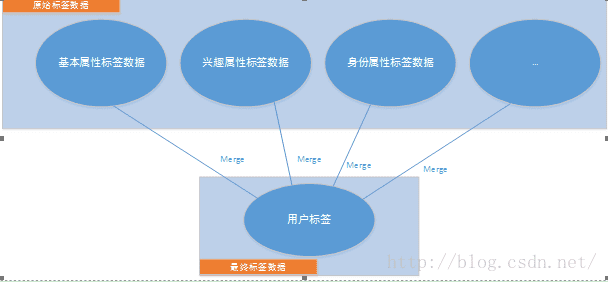 原始标签数据
基本属性标签数据
兴趣属性标签数据
身份属性标签数据
...
Merge
Merge
Merge
Merge
用户标签
最终标签数据
http://blog.csdn.net/